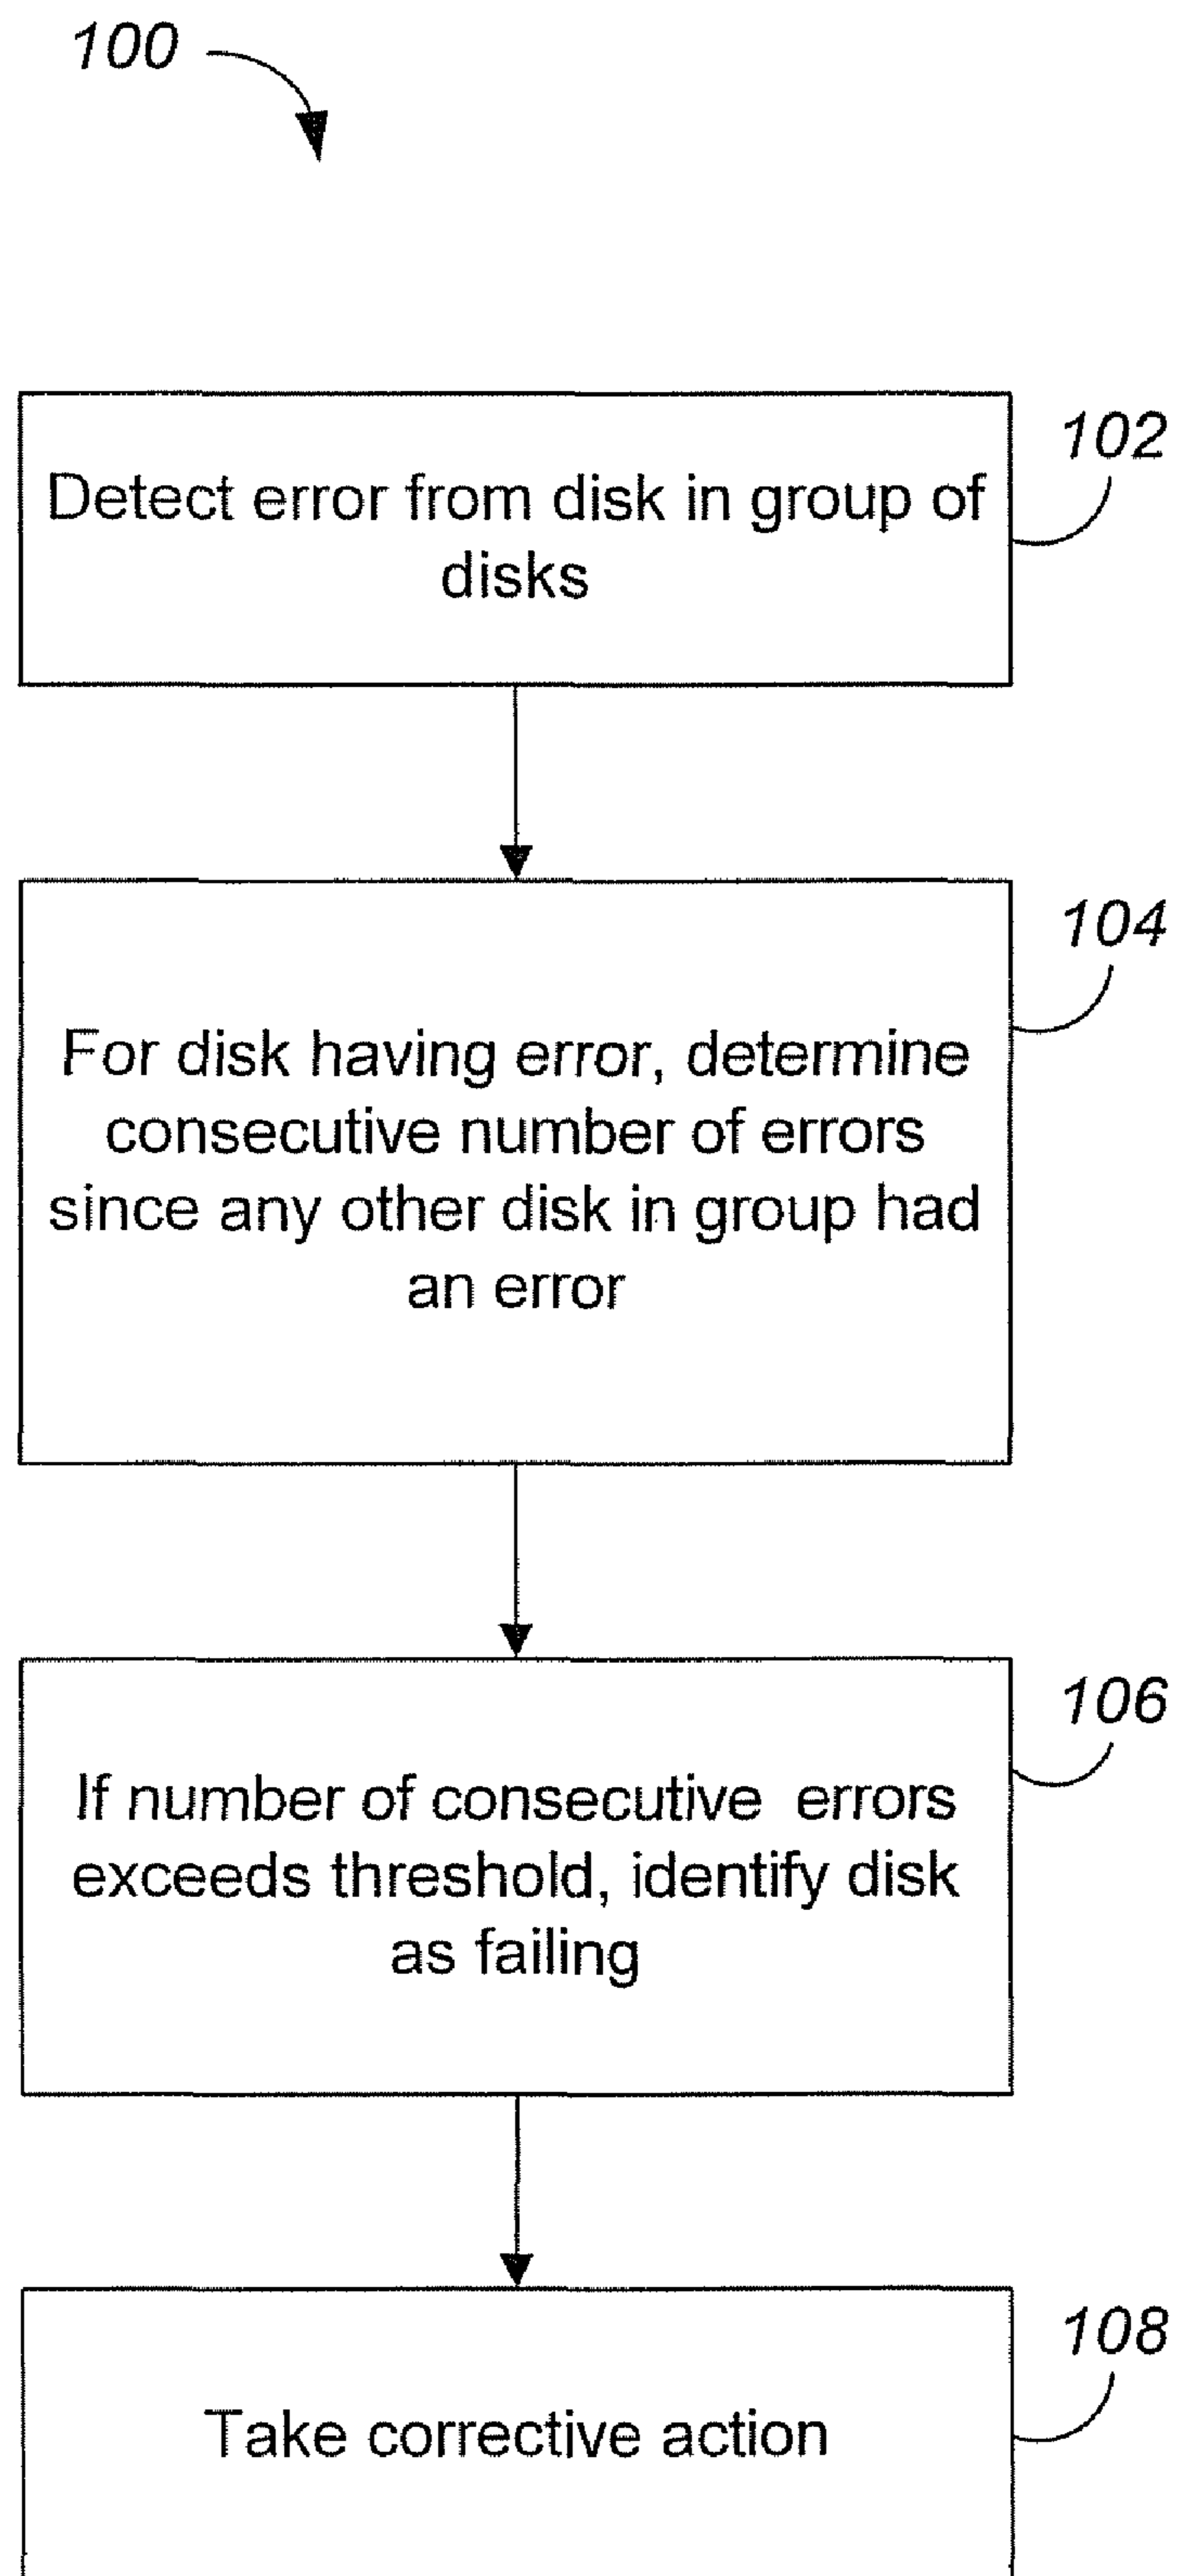 100
102
Detect error from disk in group of
disks
104
For disk having error, determine
consecutive number of errors
since any other disk in group had
an error
106
If number of consecutive errors
exceeds threshold, identify disk
as failing
108
Take corrective action